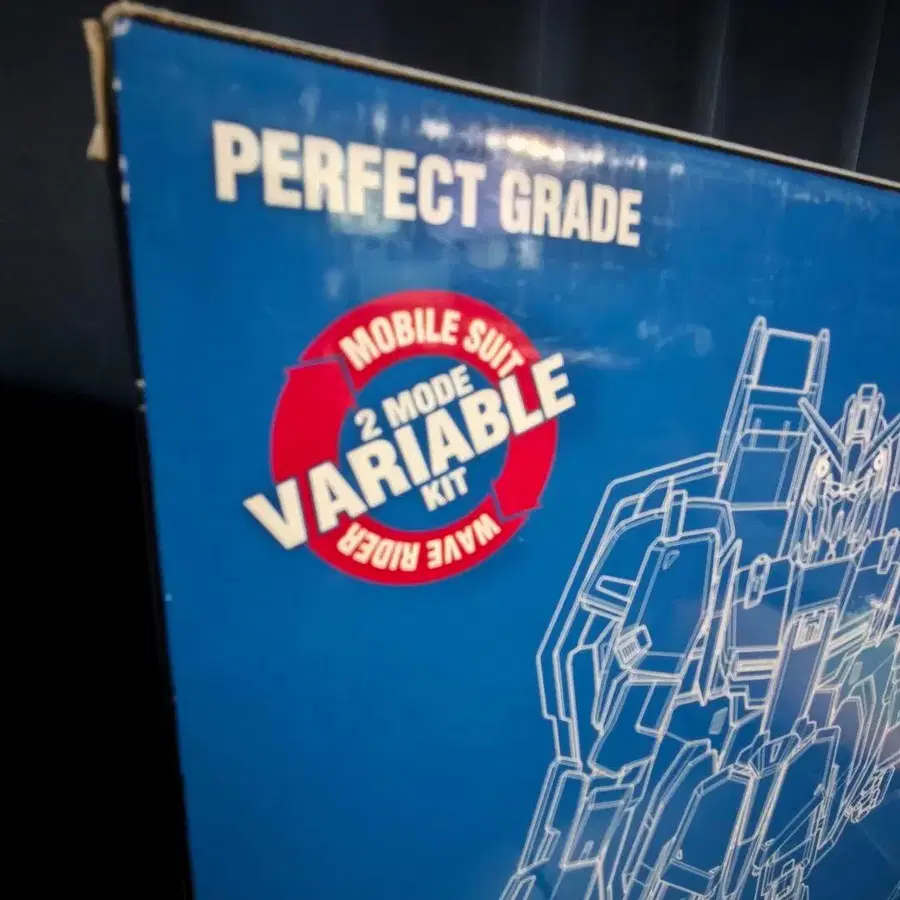 PERFECT GRADE
MOBILE SUIT
2 MODE
VARIABLE
KIT
WAVE RIDER